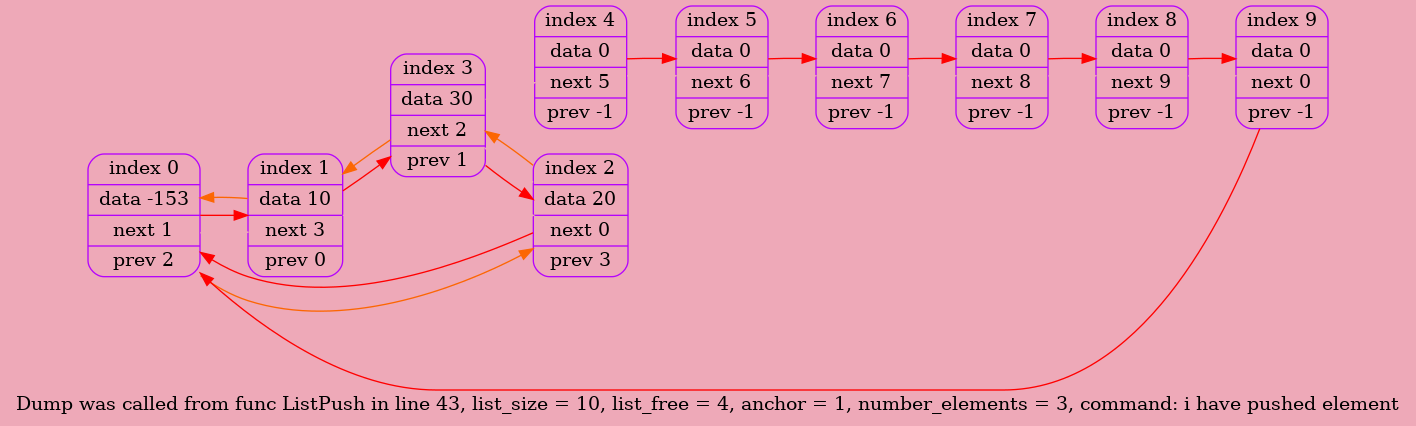 index 4
data 0
next 5
prev -1
index 5
data 0
next 6
prev -1
index 6
data 0
next 7
prev -1
index 7
data 0
next 8
prev -1
index 8
data 0
next 9
prev -1
index 9
data 0
next 0
prev -1
index 3
data 30
next 2
prev 1
index 0
data -153
next 1
prev 2
index 1
data 10
next 3
prev 0
index 2
data 20
next 0
prev 3
Dump was called from func ListPush in line 43, list_size = 10, list_free = 4, anchor = 1, number_elements = 3, command: i have pushed element